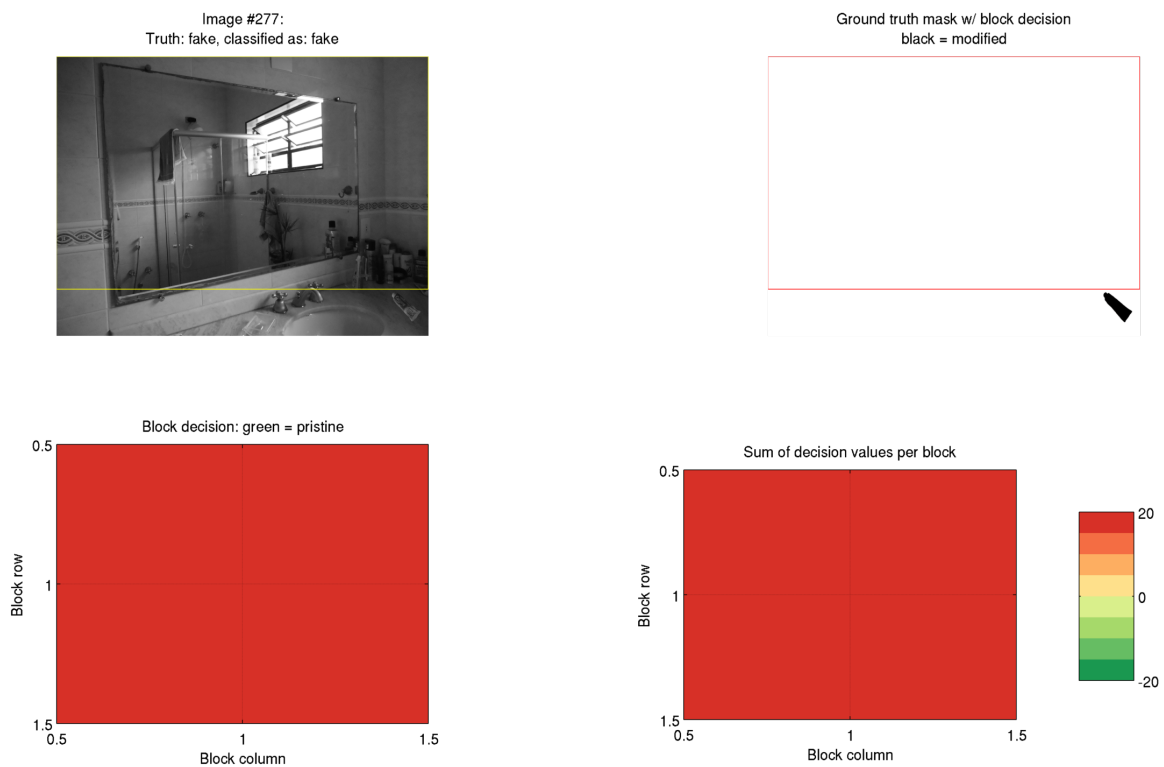 Image #277:
Truth: fake, classified as: fake
Ground truth mask w/ block decision
black = modified
Block decision: green = pristine
0.5
1
1.5
0.5
1
1.5
Block row
Block column
Sum of decision values per block
0.5
1
1.5
0.5
1
1.5
Block row
Block column
20
0
-20